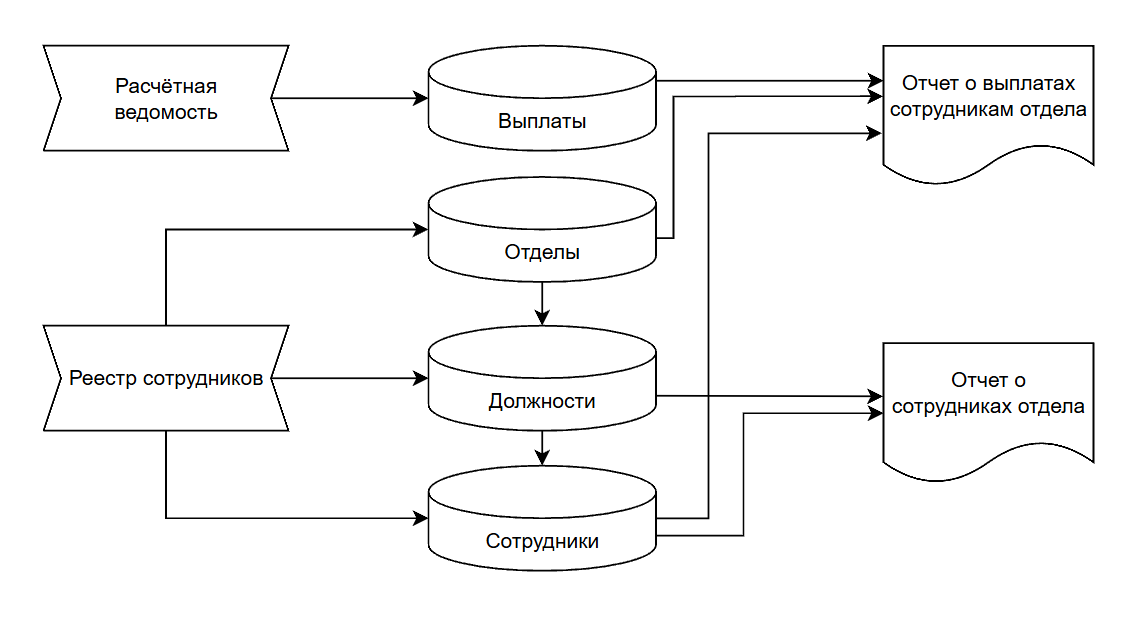 Расчётная
ведомость
Выплаты
Отчет о выплатах
сотрудникам отдела
Отделы
Реестр сотрудников
Должности
Отчет о
сотрудниках отдела
Сотрудники